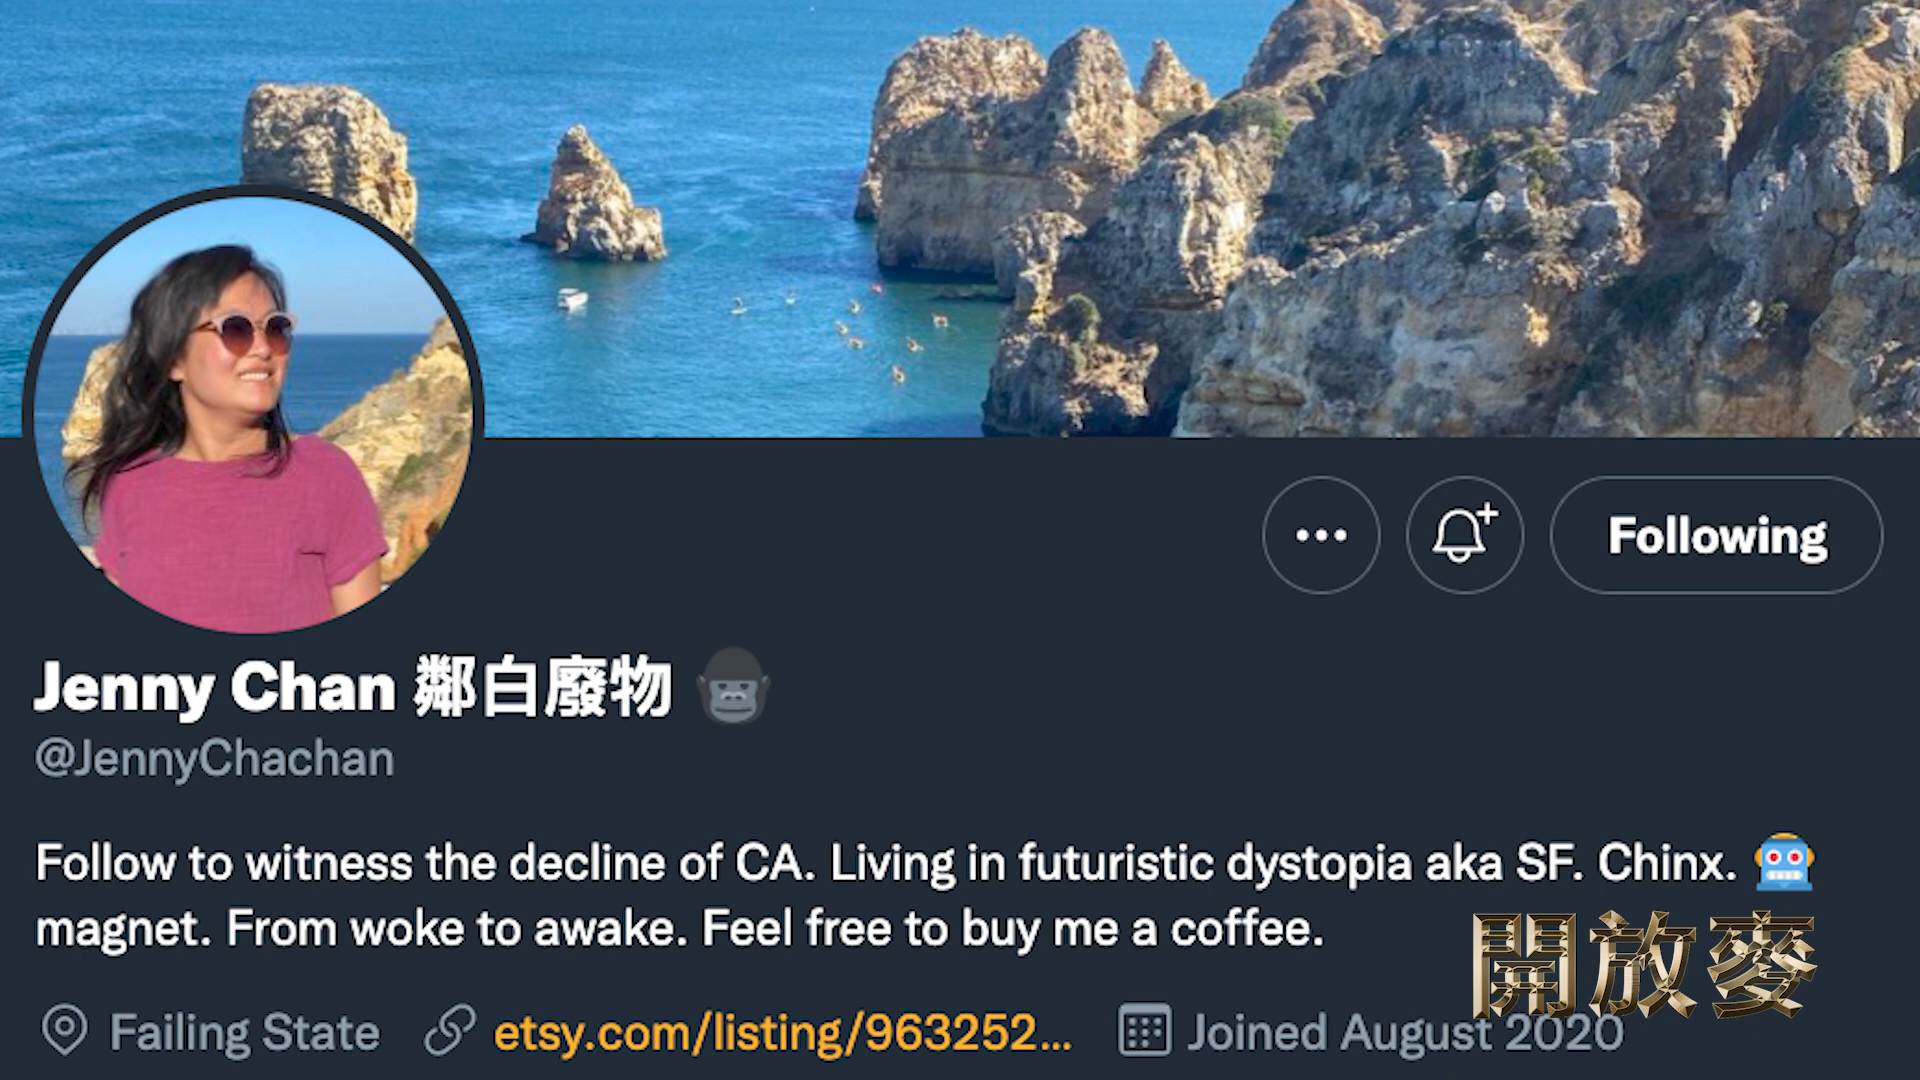 Following
Jenny Chan 鄰白廢物 🦍
@JennyChachan
Follow to witness the decline of CA. Living in futuristic dystopia aka SF. Chinx. 🤖
magnet. From woke to awake. Feel free to buy me a coffee.
開放麥
Failing State etsy.com/listing/963252... Joined August 2020